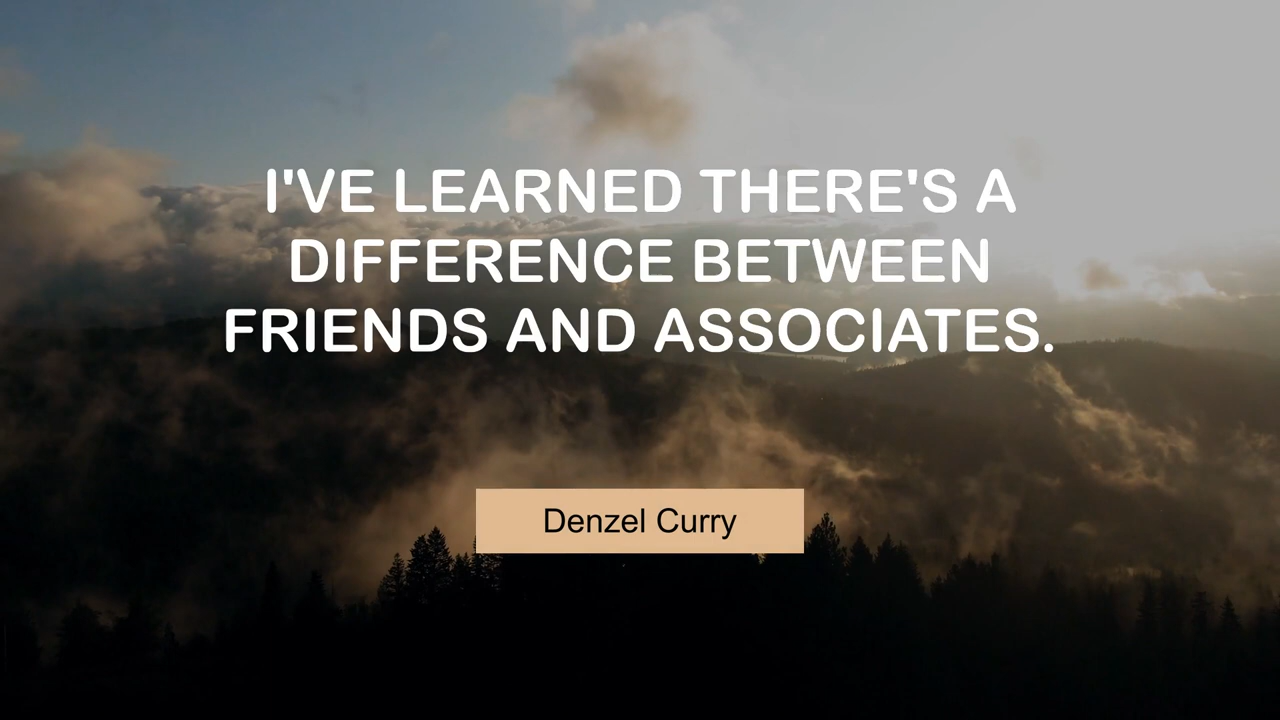 I'VE LEARNED THERE'S A
DIFFERENCE BETWEEN
FRIENDS AND ASSOCIATES.
Denzel Curry